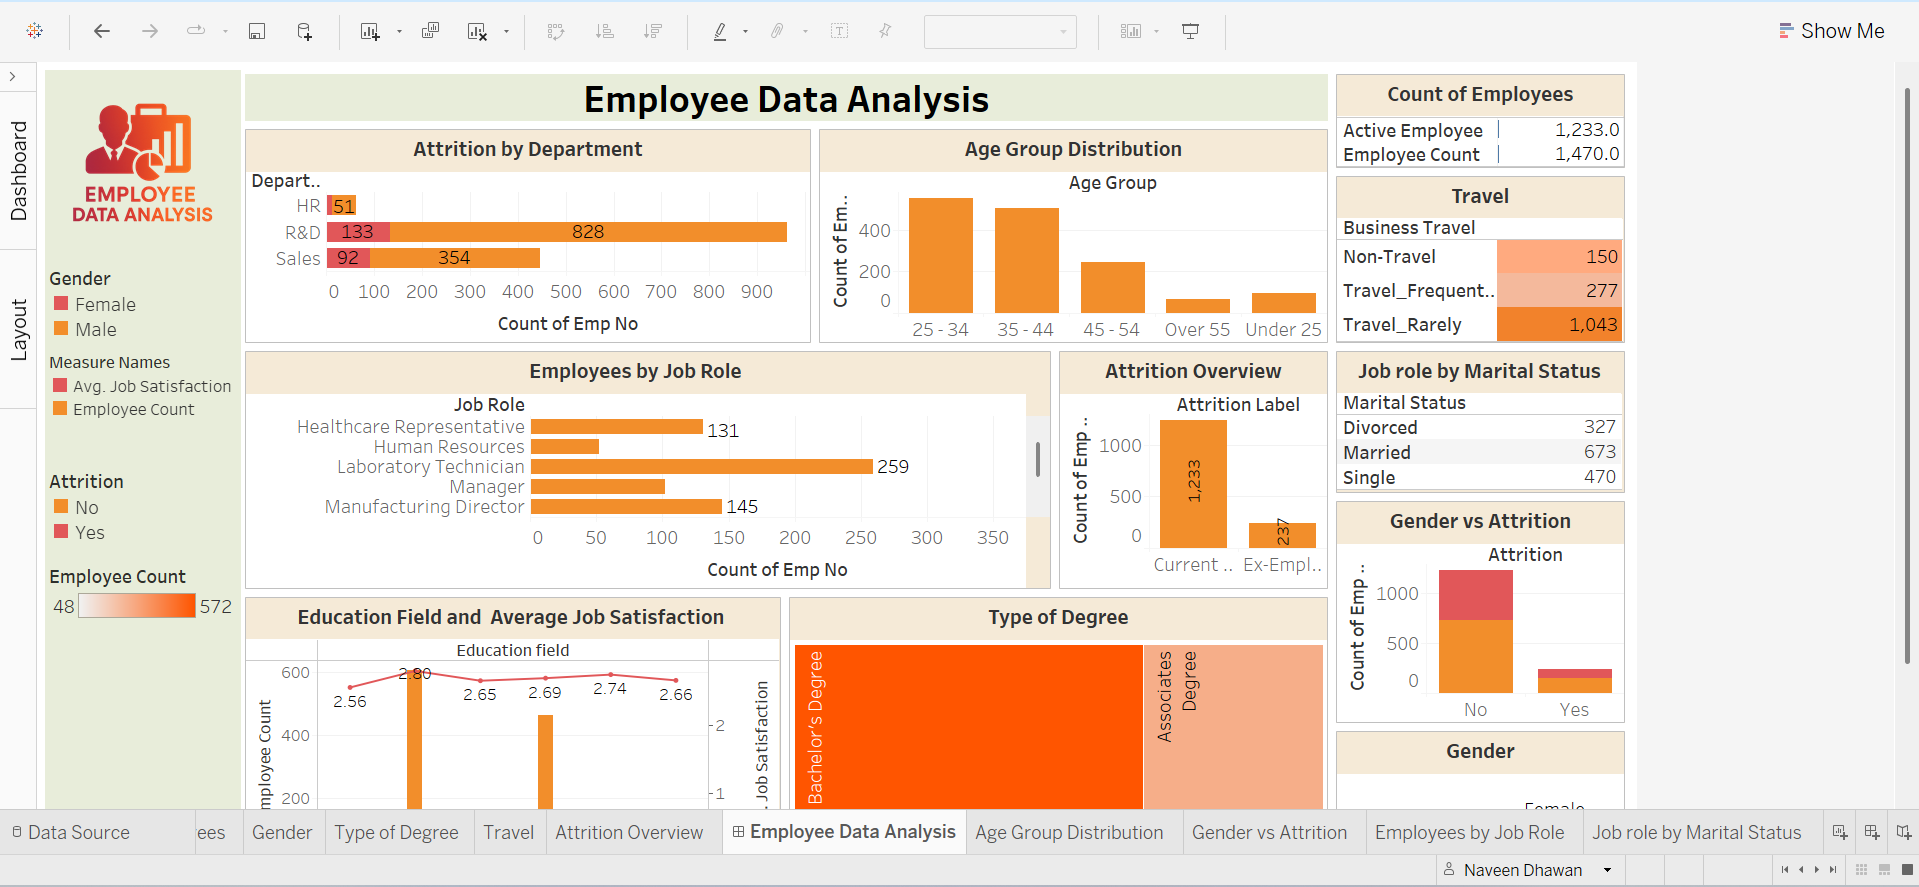 Show Me
Dashboard
Layout
EMPLOYEE
DATA ANALYSIS
Gender
Female
Male
Measure Names
Avg. Job Satisfaction
Employee Count
Attrition
No
Yes
Employee Count
48
572
Employee Data Analysis
Attrition by Department
Depart..
HR
51
R&D
133
828
Sales
92
354
0 100 200 300 400 500 600 700 800 900
Count of Emp No
Age Group Distribution
Age Group
Count of Em..
400
200
0
25 - 34 35 - 44 45 - 54 Over 55 Under 25
Count of Employees
Active Employee 1,233.0
Employee Count 1,470.0
Travel
Business Travel
Non-Travel 150
Travel_Frequent.. 277
Travel_Rarely 1,043
Employees by Job Role
Job Role
Healthcare Representative 131
Human Resources
Laboratory Technician 259
Manager
Manufacturing Director 145
0 50 100 150 200 250 300 350
Count of Emp No
Attrition Overview
Attrition Label
Count of Emp ..
1000
500
0
1,233
237
Current .. Ex-Empl..
Job role by Marital Status
Marital Status
Divorced 327
Married 673
Single 470
Gender vs Attrition
Attrition
Count of Emp ..
1000
500
0
No Yes
Education Field and  Average Job Satisfaction
Education field
mployee Count
600
400
200
2.56 2.80 2.65 2.69 2.74 2.66
2
1
. Job Satisfaction
Type of Degree
Bachelor's Degree
Associates
Degree
Gender
Female
Data Source
ees
Gender
Type of Degree
Travel
Attrition Overview
Employee Data Analysis
Age Group Distribution
Gender vs Attrition
Employees by Job Role
Job role by Marital Status
Naveen Dhawan